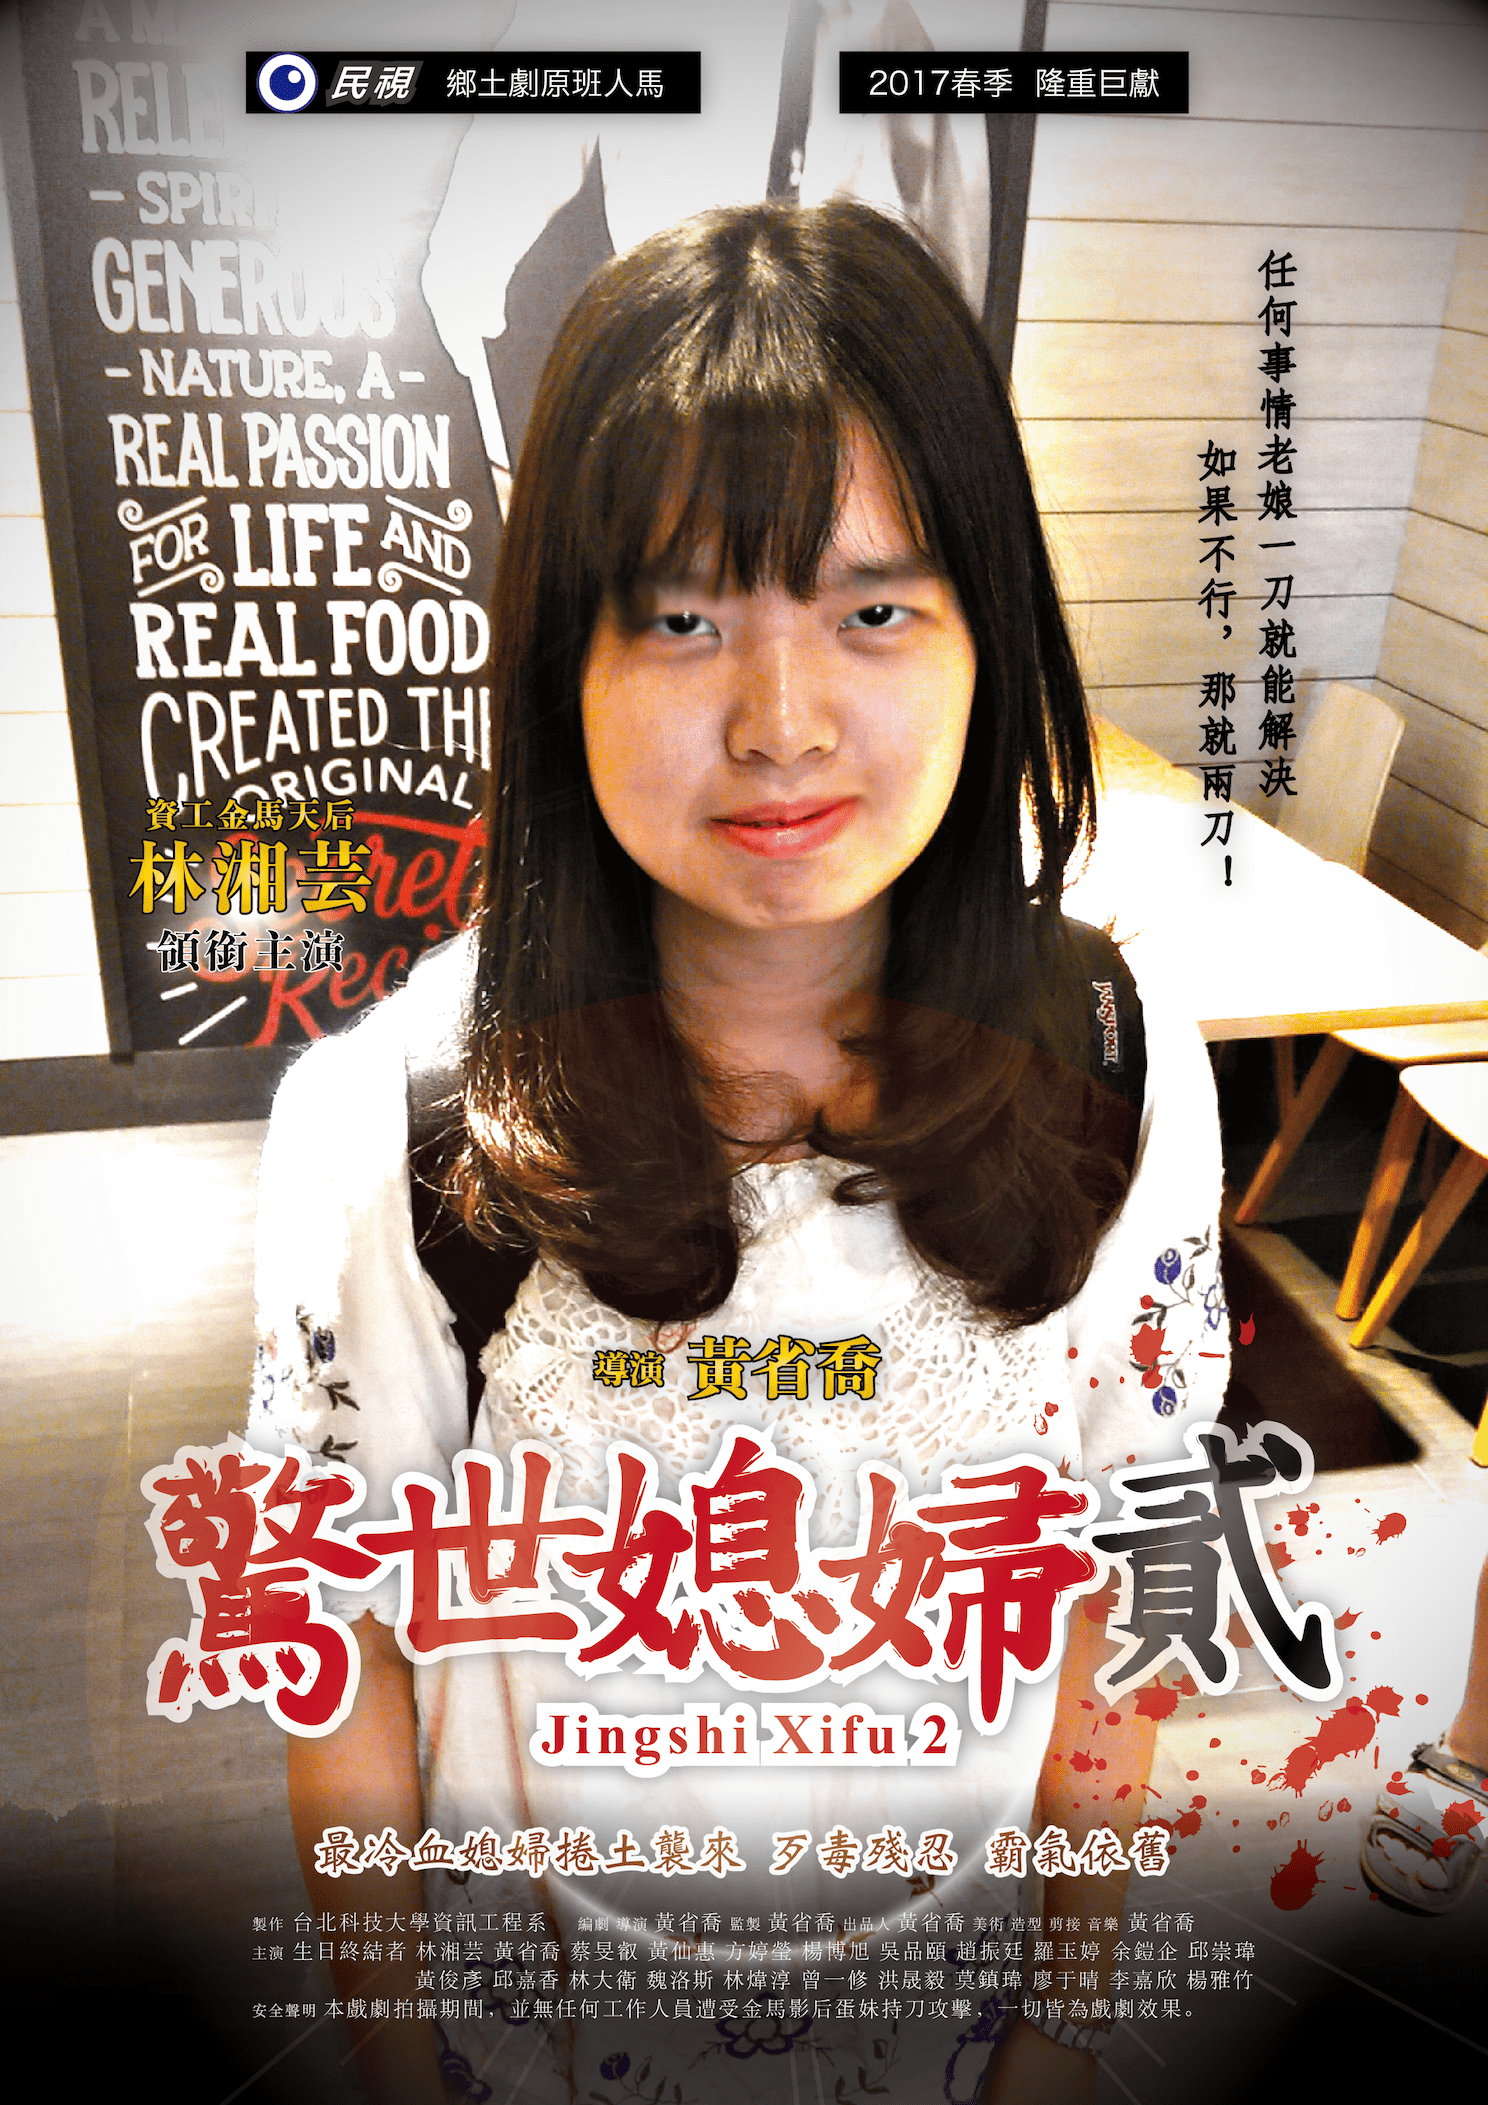 民視 鄉土劇原班人馬
2017春季 隆重巨獻
RELE
- SPIRI
GENEROUS
- NATURE, A -
REAL PASSION
FOR LIFE AND
REAL FOOD
CREATED THI
ORIGINAL
任何事情老娘一刀就能解決
如果不行，那就兩刀！
資工金馬天后
林湘芸
領銜主演
JANSPORT
導演 黃省喬
驚世媳婦貳
Jingshi Xifu 2
最冷血媳婦捲土襲來 歹毒殘忍 霸氣依舊
製作 台北科技大學資訊工程系 編劇 導演 黃省喬 監製 黃省喬 出品人 黃省喬 美術 造型 剪接 音樂 黃省喬
主演 生日終結者 林湘芸 黃省喬 蔡旻叡 黃仙惠 方婷瑩 楊博旭 吳品頤 趙振廷 羅玉婷 余鎧企 邱崇瑋
黃俊彥 邱嘉香 林大衛 魏洛斯 林煒淳 曾一修 洪晟毅 莫鎮瑋 廖于晴 李嘉欣 楊雅竹
安全聲明 本戲劇拍攝期間，並無任何工作人員遭受金馬影后蛋妹持刀攻擊，一切皆為戲劇效果。